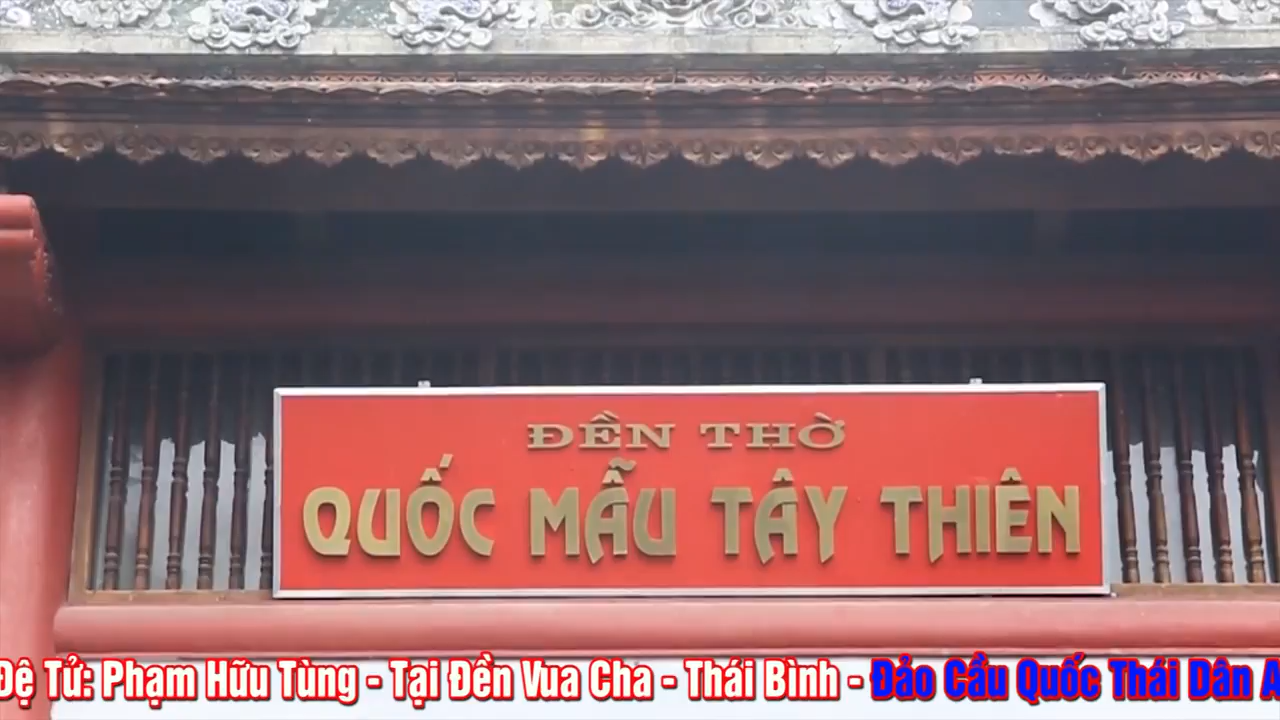 ĐỀN THỜ
QUỐC MẪU TÂY THIÊN
Đệ Tử: Phạm Hữu Tùng - Tại Đền Vua Cha - Thái Bình - Đảo Cầu Quốc Thái Dân